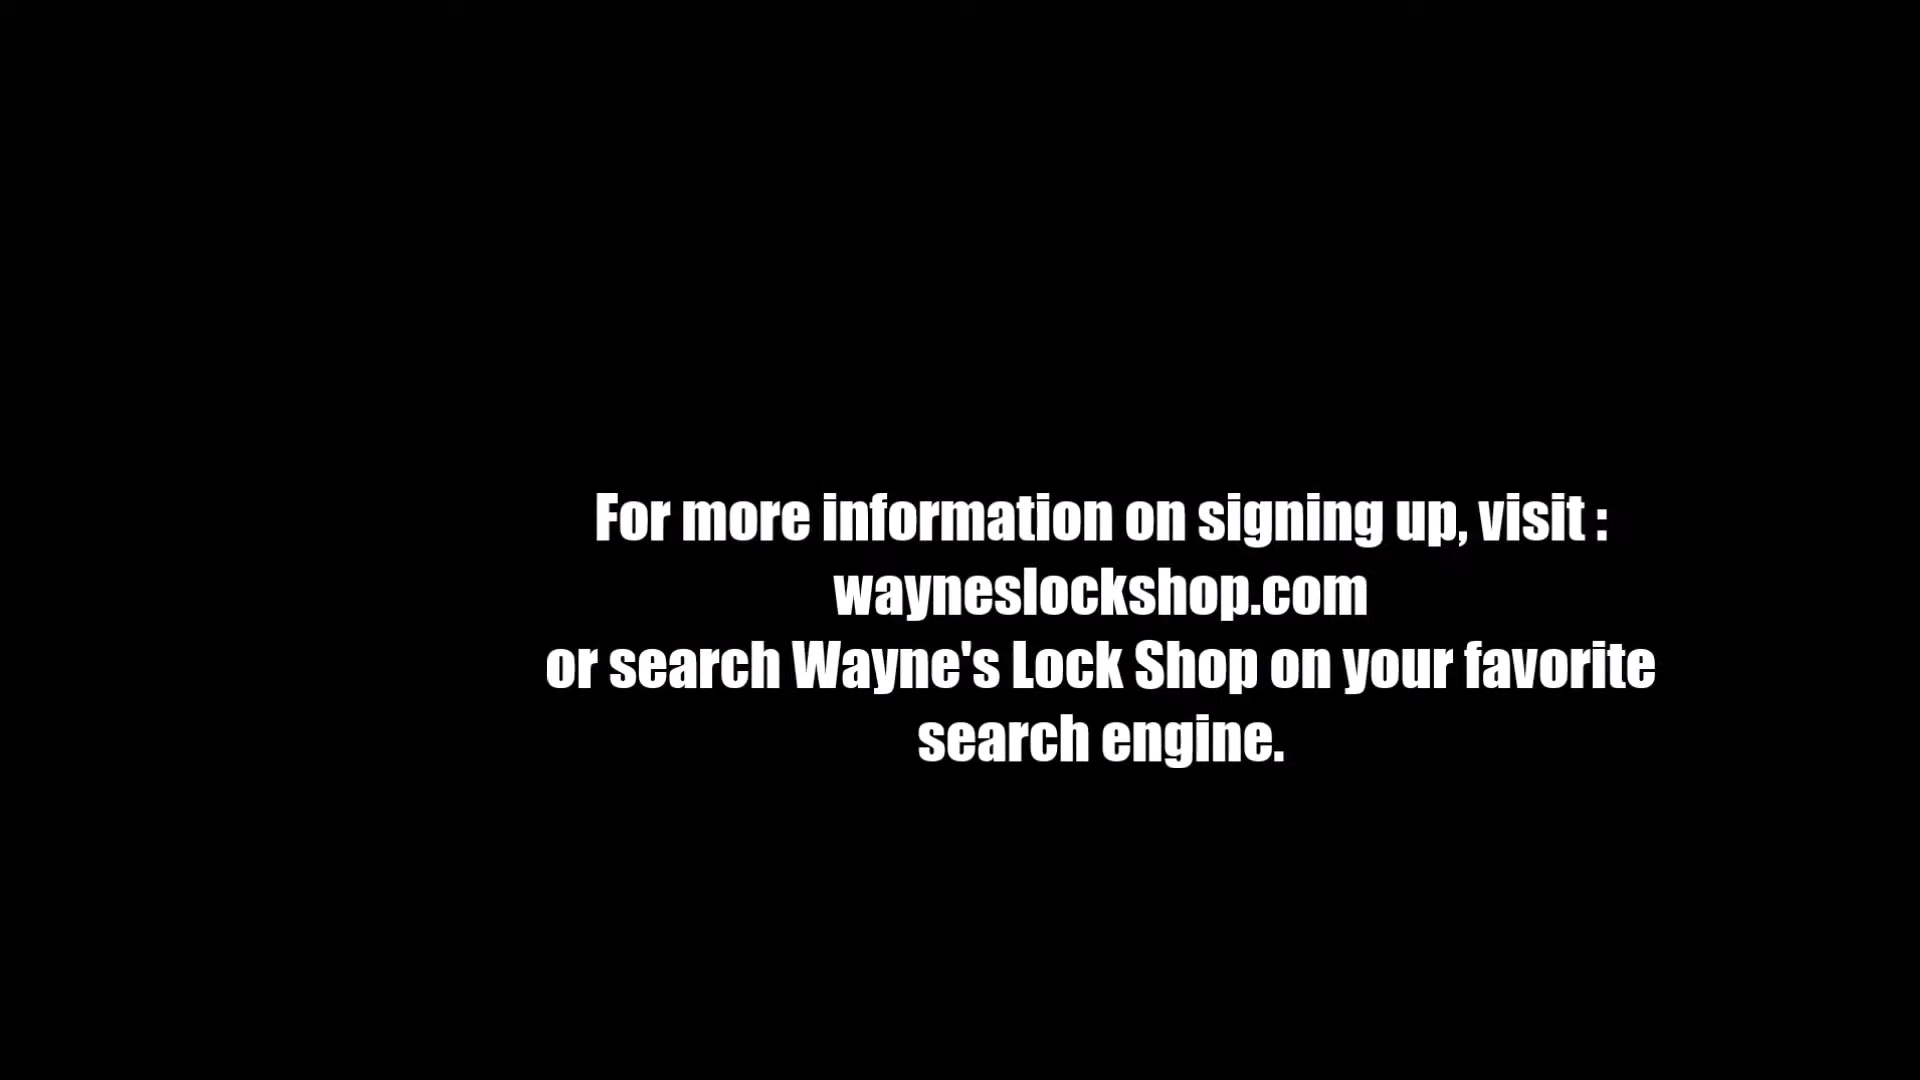 For more information on signing up, visit :
wayneslockshop.com
or search Wayne's Lock Shop on your favorite
search engine.